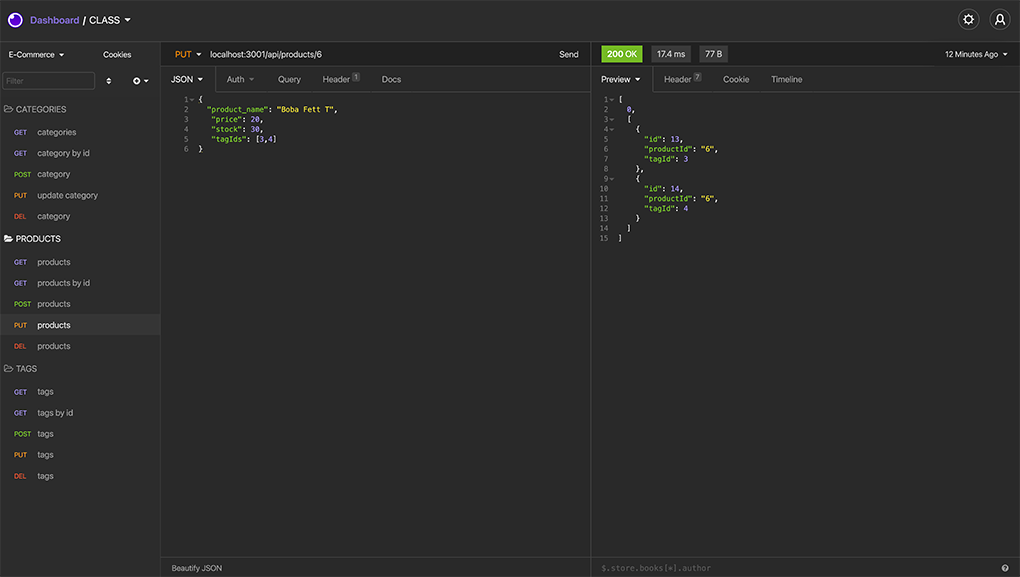 Dashboard / CLASS
E-Commerce
Cookies
Filter
CATEGORIES
GET categories
GET category by id
POST category
PUT update category
DEL category
PRODUCTS
GET products
GET products by id
POST products
PUT products
DEL products
TAGS
GET tags
GET tags by id
POST tags
PUT tags
DEL tags
PUT localhost:3001/api/products/6 Send
JSON Auth Query Header 1 Docs
1 {
2 "product_name": "Boba Fett T",
3 "price": 20,
4 "stock": 30,
5 "tagIds": [3,4]
6 }
Beautify JSON
200 OK 17.4 ms 77 B 12 Minutes Ago
Preview Header 7 Cookie Timeline
1 [
2 0,
3 [
4 {
5 "id": 13,
6 "productId": "6",
7 "tagId": 3
8 },
9 {
10 "id": 14,
11 "productId": "6",
12 "tagId": 4
13 }
14 ]
15 ]
$.store.books[*].author